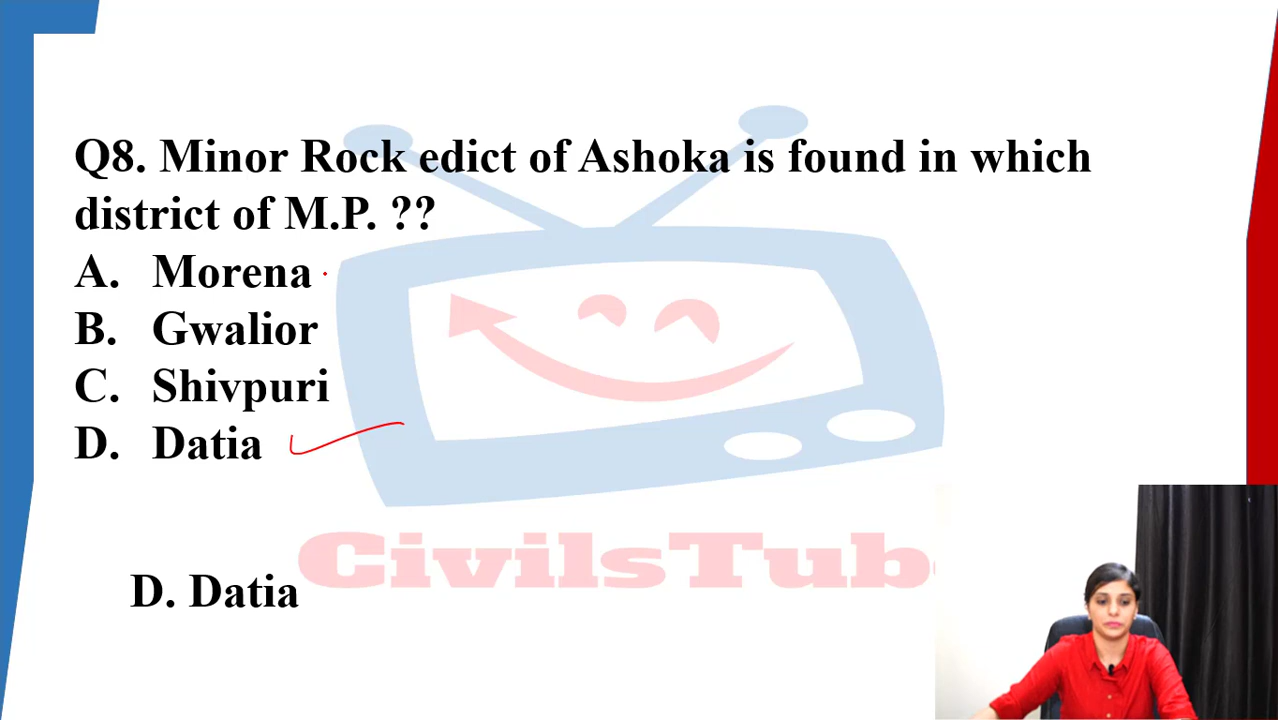 Q8. Minor Rock edict of Ashoka is found in which
district of M.P. ??
A. Morena
B. Gwalior
C. Shivpuri
D. Datia
CivilsTub
D. Datia